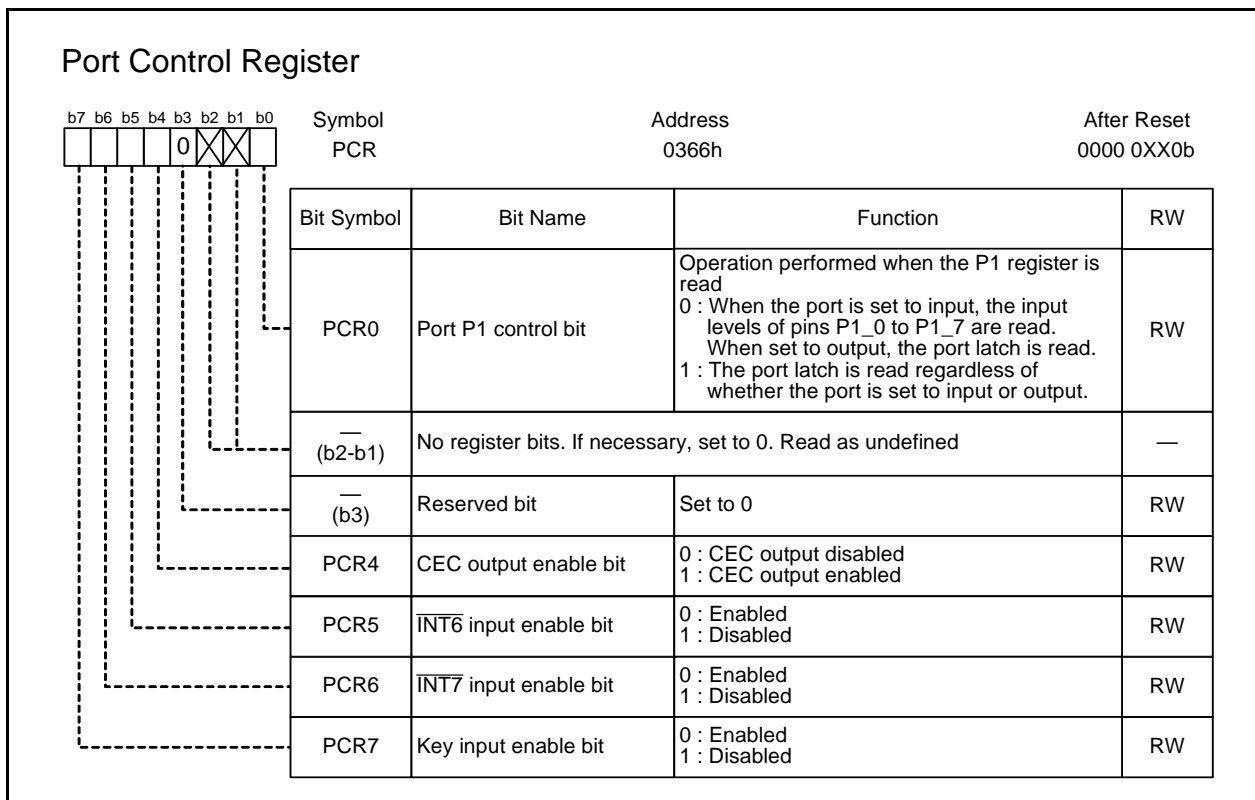 Port Control Register
b7 b6 b5 b4 b3 b2 b1 b0
0
Symbol Address After Reset
PCR 0366h 0000 0XX0b
Bit Symbol Bit Name Function RW
PCR0 Port P1 control bit Operation performed when the P1 register is
read
0 : When the port is set to input, the input
levels of pins P1_0 to P1_7 are read.
When set to output, the port latch is read.
1 : The port latch is read regardless of
whether the port is set to input or output.
RW
—
(b2-b1) No register bits. If necessary, set to 0. Read as undefined —
—
(b3) Reserved bit Set to 0 RW
PCR4 CEC output enable bit 0 : CEC output disabled
1 : CEC output enabled RW
PCR5 I̅N̅T̅6̅ input enable bit 0 : Enabled
1 : Disabled RW
PCR6 I̅N̅T̅7̅ input enable bit 0 : Enabled
1 : Disabled RW
PCR7 Key input enable bit 0 : Enabled
1 : Disabled RW